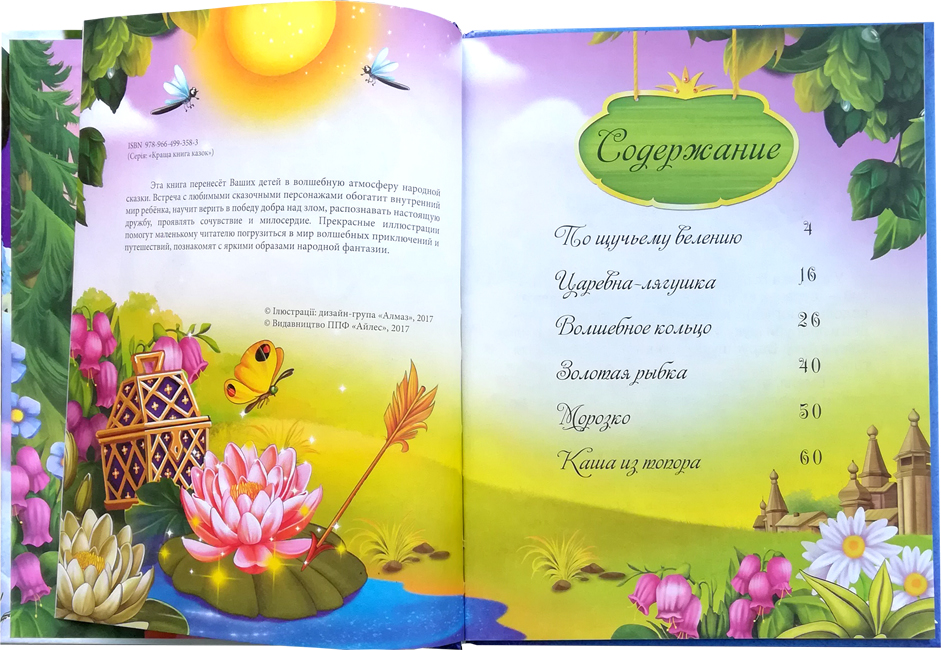 ISBN 978-966-499-358-3
(Серія: «Краща книга казок»)
Эта книга перенесёт Ваших детей в волшебную атмосферу народной
сказки. Встреча с любимыми сказочными персонажами обогатит внутренний
мир ребёнка, научит верить в победу добра над злом, распознавать настоящую
дружбу, проявлять сочувствие и милосердие. Прекрасные иллюстрации
помогут маленькому читателю погрузиться в мир волшебных приключений и
путешествий, познакомят с яркими образами народной фантазии.
© Ілюстрації: дизайн-група «Алмаз», 2017
© Видавництво ППФ «Айлес», 2017
Содержание
По щучьему велению 4
Царевна-лягушка 16
Волшебное кольцо 26
Золотая рыбка 40
Морозко 50
Каша из топора 60